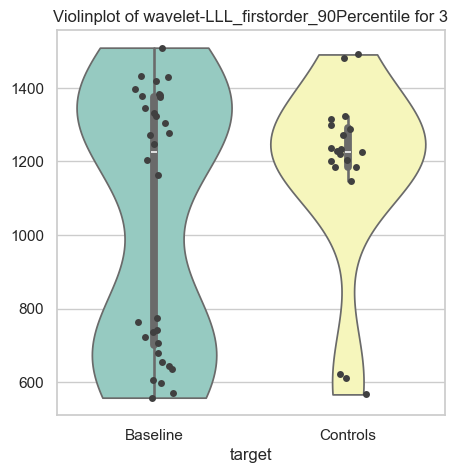 Violinplot of wavelet-LLL_firstorder_90Percentile for 3
1400
1200
1000
800
600
Baseline
Controls
target